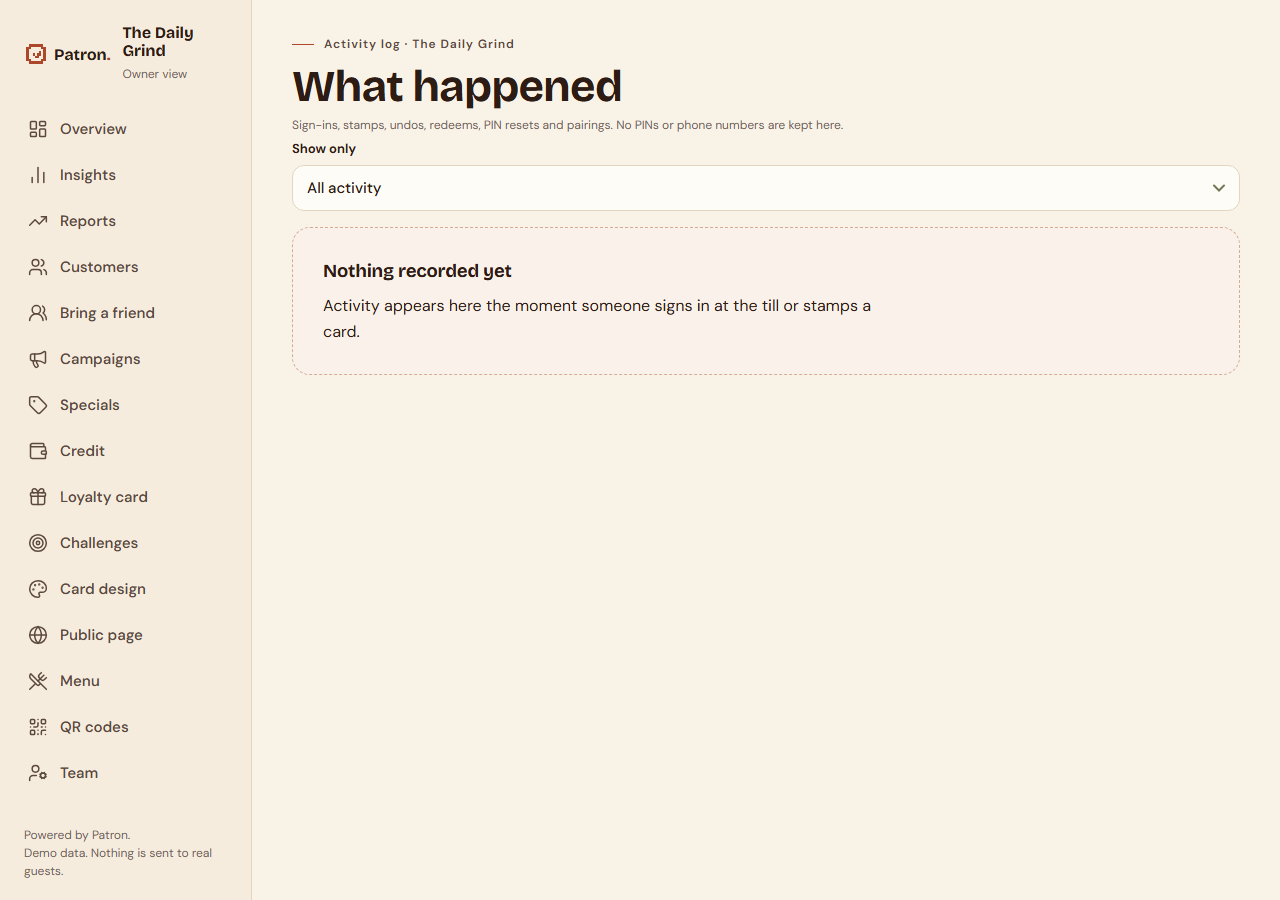 Patron.
The Daily
Grind
Owner view
Overview
Insights
Reports
Customers
Bring a friend
Campaigns
Specials
Credit
Loyalty card
Challenges
Card design
Public page
Menu
QR codes
Team
Powered by Patron.
Demo data. Nothing is sent to real
guests.
Activity log · The Daily Grind
What happened
Sign-ins, stamps, undos, redeems, PIN resets and pairings. No PINs or phone numbers are kept here.
Show only
All activity
Nothing recorded yet
Activity appears here the moment someone signs in at the till or stamps a
card.